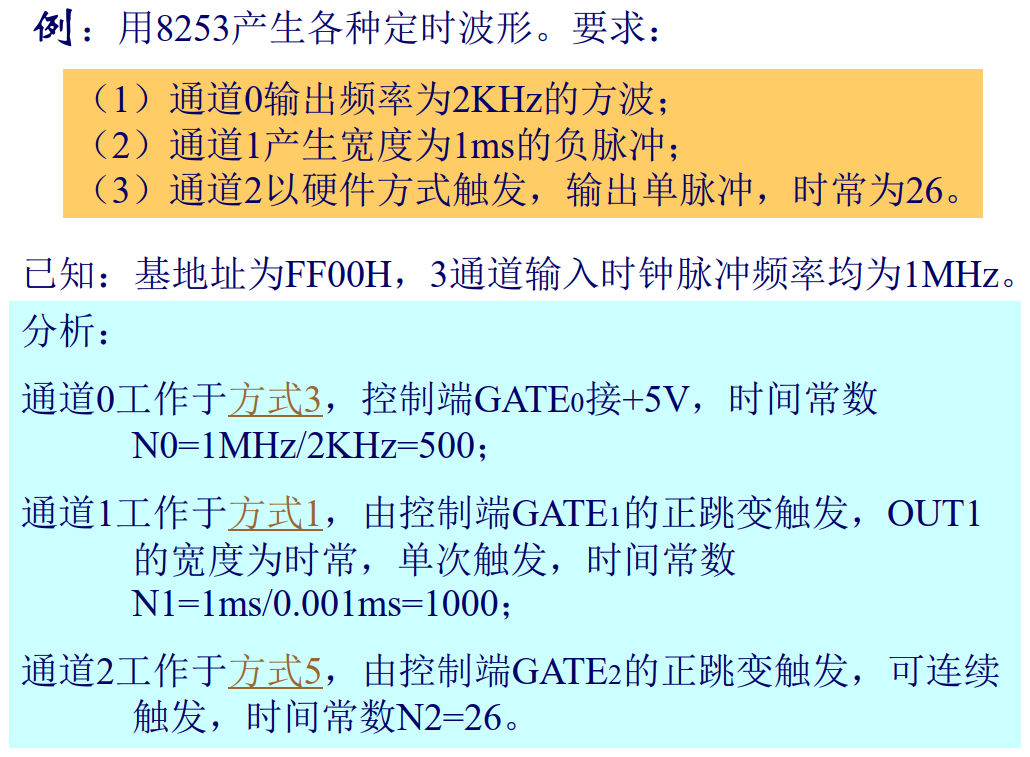 例：用8253产生各种定时波形。要求：
（1）通道0输出频率为2KHz的方波；
（2）通道1产生宽度为1ms的负脉冲；
（3）通道2以硬件方式触发，输出单脉冲，时常为26。
已知：基地址为FF00H，3通道输入时钟脉冲频率均为1MHz。
分析：
通道0工作于方式3，控制端GATE0接+5V，时间常数
N0=1MHz/2KHz=500；
通道1工作于方式1，由控制端GATE1的正跳变触发，OUT1
的宽度为时常，单次触发，时间常数
N1=1ms/0.001ms=1000；
通道2工作于方式5，由控制端GATE2的正跳变触发，可连续
触发，时间常数N2=26。